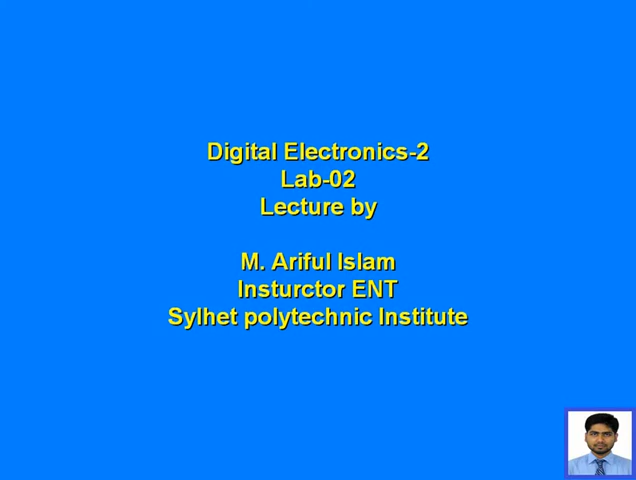 Digital Electronics-2
Lab-02
Lecture by
M. Ariful Islam
Insturctor ENT
Sylhet polytechnic Institute